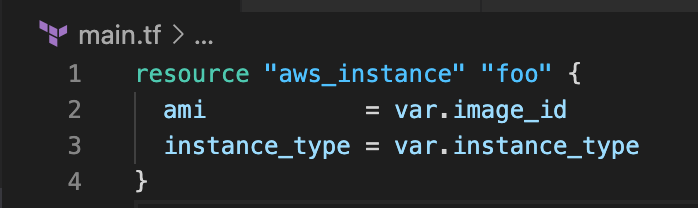 main.tf > ...
1 resource "aws_instance" "foo" {
2   ami           = var.image_id
3   instance_type = var.instance_type
4 }